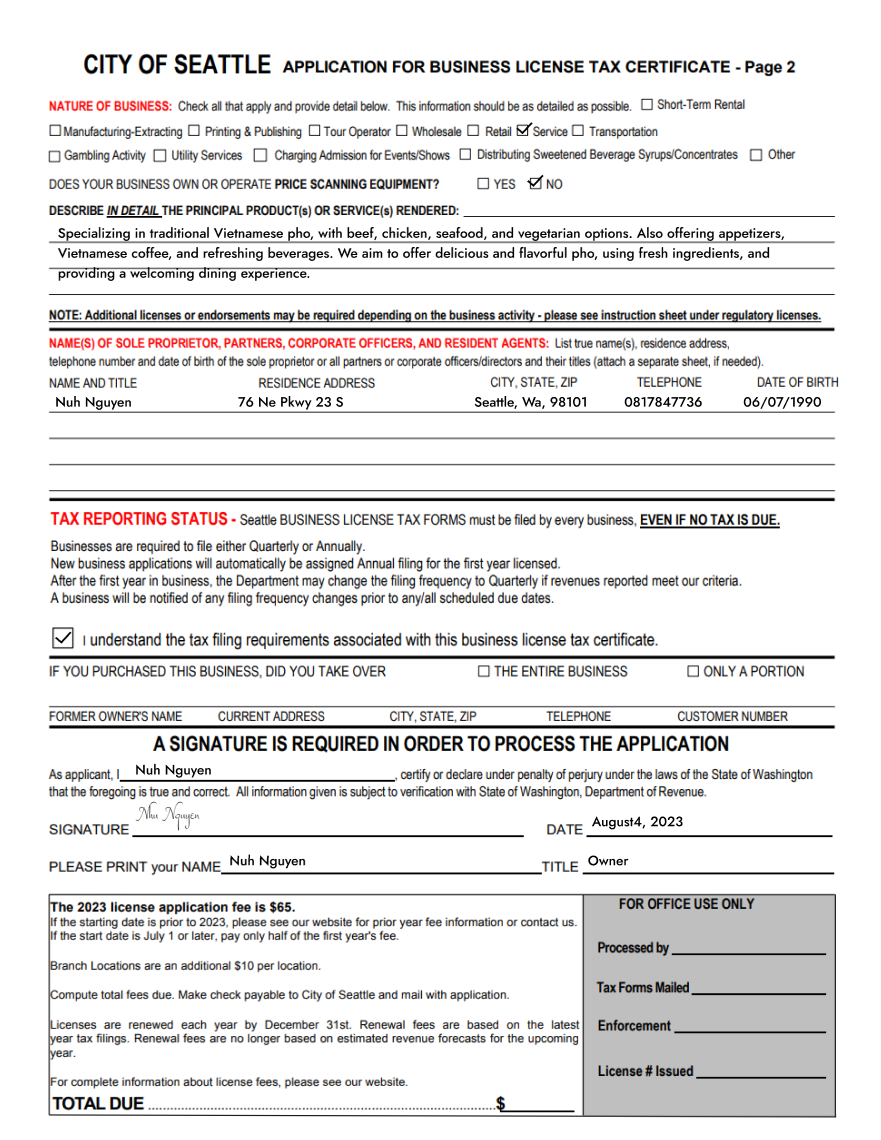 CITY OF SEATTLE APPLICATION FOR BUSINESS LICENSE TAX CERTIFICATE - Page 2
NATURE OF BUSINESS: Check all that apply and provide detail below. This information should be as detailed as possible. ☐ Short-Term Rental
☐ Manufacturing-Extracting ☐ Printing & Publishing ☐ Tour Operator ☐ Wholesale ☐ Retail ☑ Service ☐ Transportation
☐ Gambling Activity ☐ Utility Services ☐ Charging Admission for Events/Shows ☐ Distributing Sweetened Beverage Syrups/Concentrates ☐ Other
DOES YOUR BUSINESS OWN OR OPERATE PRICE SCANNING EQUIPMENT? ☐ YES ☑ NO
DESCRIBE IN DETAIL THE PRINCIPAL PRODUCT(s) OR SERVICE(s) RENDERED:
Specializing in traditional Vietnamese pho, with beef, chicken, seafood, and vegetarian options. Also offering appetizers,
Vietnamese coffee, and refreshing beverages. We aim to offer delicious and flavorful pho, using fresh ingredients, and
providing a welcoming dining experience.
NOTE: Additional licenses or endorsements may be required depending on the business activity - please see instruction sheet under regulatory licenses.
NAME(S) OF SOLE PROPRIETOR, PARTNERS, CORPORATE OFFICERS, AND RESIDENT AGENTS: List true name(s), residence address,
telephone number and date of birth of the sole proprietor or all partners or corporate officers/directors and their titles (attach a separate sheet, if needed).
NAME AND TITLE RESIDENCE ADDRESS CITY, STATE, ZIP TELEPHONE DATE OF BIRTH
Nuh Nguyen 76 Ne Pkwy 23 S Seattle, Wa, 98101 0817847736 06/07/1990
TAX REPORTING STATUS - Seattle BUSINESS LICENSE TAX FORMS must be filed by every business, EVEN IF NO TAX IS DUE.
Businesses are required to file either Quarterly or Annually.
New business applications will automatically be assigned Annual filing for the first year licensed.
After the first year in business, the Department may change the filing frequency to Quarterly if revenues reported meet our criteria.
A business will be notified of any filing frequency changes prior to any/all scheduled due dates.
☑ I understand the tax filing requirements associated with this business license tax certificate.
IF YOU PURCHASED THIS BUSINESS, DID YOU TAKE OVER ☐ THE ENTIRE BUSINESS ☐ ONLY A PORTION
FORMER OWNER'S NAME CURRENT ADDRESS CITY, STATE, ZIP TELEPHONE CUSTOMER NUMBER
A SIGNATURE IS REQUIRED IN ORDER TO PROCESS THE APPLICATION
As applicant, I Nuh Nguyen , certify or declare under penalty of perjury under the laws of the State of Washington
that the foregoing is true and correct. All information given is subject to verification with State of Washington, Department of Revenue.
SIGNATURE Nhu Nguyen DATE August4, 2023
PLEASE PRINT your NAME Nuh Nguyen TITLE Owner
The 2023 license application fee is $65.
If the starting date is prior to 2023, please see our website for prior year fee information or contact us.
If the start date is July 1 or later, pay only half of the first year's fee.
Branch Locations are an additional $10 per location.
Compute total fees due. Make check payable to City of Seattle and mail with application.
Licenses are renewed each year by December 31st. Renewal fees are based on the latest
year tax filings. Renewal fees are no longer based on estimated revenue forecasts for the upcoming
year.
For complete information about license fees, please see our website.
TOTAL DUE ........................................ $
FOR OFFICE USE ONLY
Processed by
Tax Forms Mailed
Enforcement
License # Issued